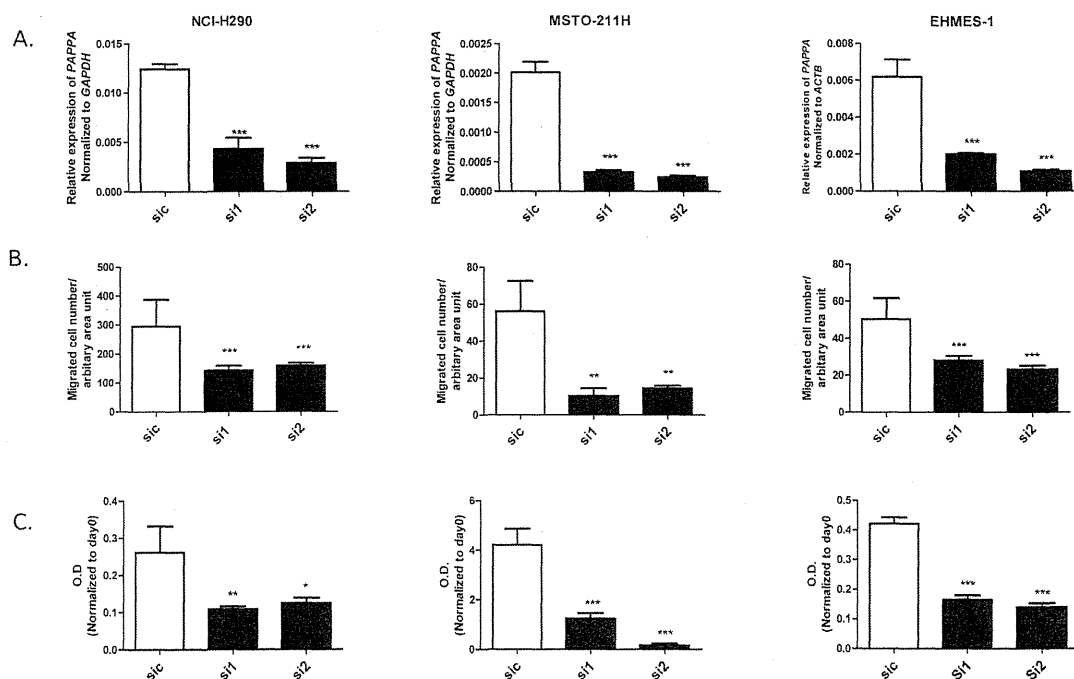 NCI-H290
MSTO-211H
EHMES-1
A.
Relative expression of PAPPA
Normalized to GAPDH
0.015
0.010
0.005
0.000
***
***
sic
si1
si2
Relative expression of PAPPA
Normalized to GAPDH
0.0025
0.0020
0.0015
0.0010
0.0005
0.0000
***
***
sic
si1
si2
Relative expression of PAPPA
Normalized to ACTB
0.008
0.006
0.004
0.002
0.000
***
***
sic
si1
si2
B.
Migrated cell number/
arbitary area unit
500
400
300
200
100
0
***
***
sic
si1
si2
Migrated cell number/
arbitary area unit
80
60
40
20
0
**
**
sic
si1
si2
Migrated cell number/
arbitary area unit
80
60
40
20
0
***
***
sic
si1
si2
C.
O.D
(Normalized to day0)
0.4
0.3
0.2
0.1
0.0
**
*
sic
si1
si2
O.D.
(Normalized to day0)
6
4
2
0
***
***
sic
si1
si2
O.D.
(Normalized to day0)
0.5
0.4
0.3
0.2
0.1
0.0
***
***
sic
Si1
Si2